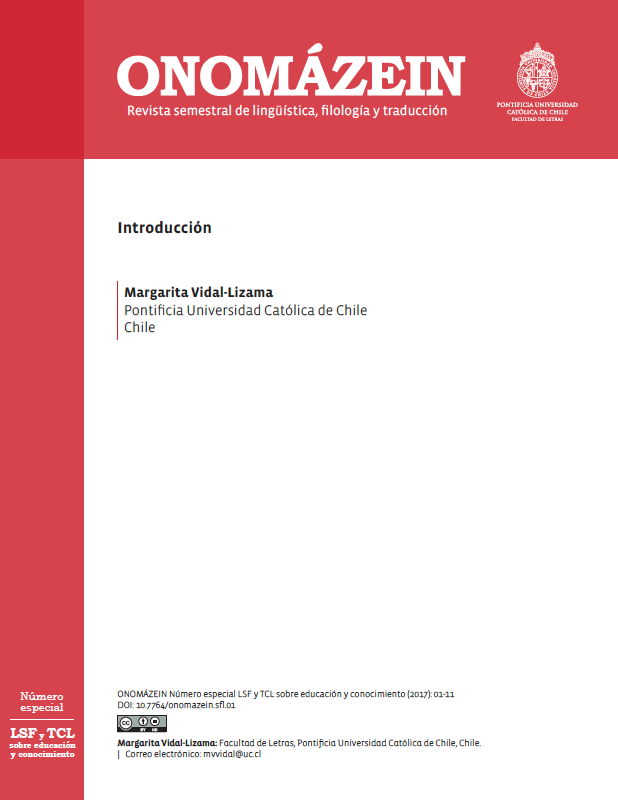 ONOMÁZEIN
Revista semestral de lingüística, filología y traducción
PONTIFICIA UNIVERSIDAD
CATÓLICA DE CHILE
FACULTAD DE LETRAS
Introducción
Margarita Vidal-Lizama
Pontificia Universidad Católica de Chile
Chile
Número
especial
LSF y TCL
sobre educación
y conocimiento
ONOMÁZEIN Número especial LSF y TCL sobre educación y conocimiento (2017): 01-11
DOI: 10.7764/onomazein.sfl.01
CC
BY ND
Margarita Vidal-Lizama: Facultad de Letras, Pontificia Universidad Católica de Chile, Chile.
| Correo electrónico: mvvidal@uc.cl